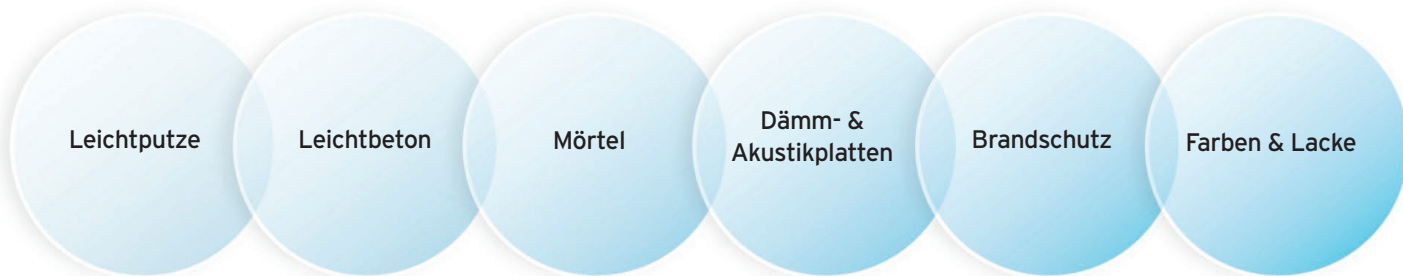 Leichtputze
Leichtbeton
Mörtel
Dämm- &
Akustikplatten
Brandschutz
Farben & Lacke